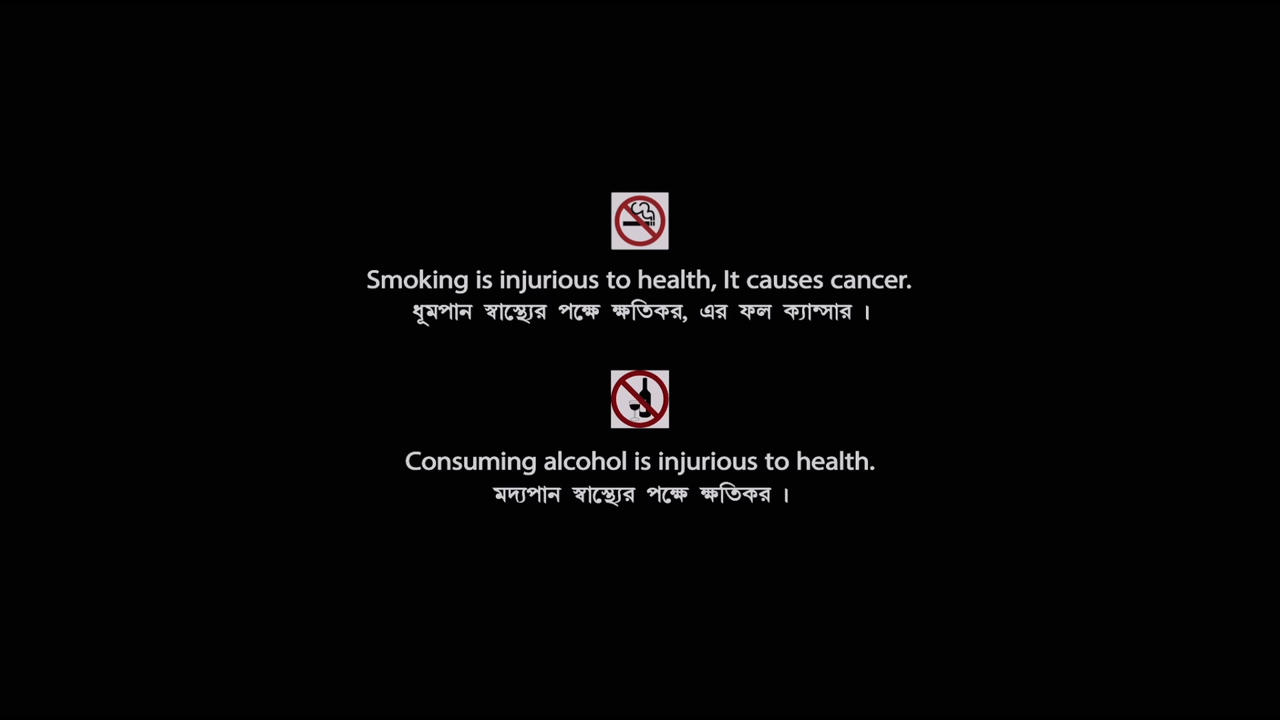 Smoking is injurious to health, It causes cancer.
ধূমপান স্বাস্থ্যের পক্ষে ক্ষতিকর, এর ফল ক্যান্সার ।
Consuming alcohol is injurious to health.
মদ্যপান স্বাস্থ্যের পক্ষে ক্ষতিকর ।